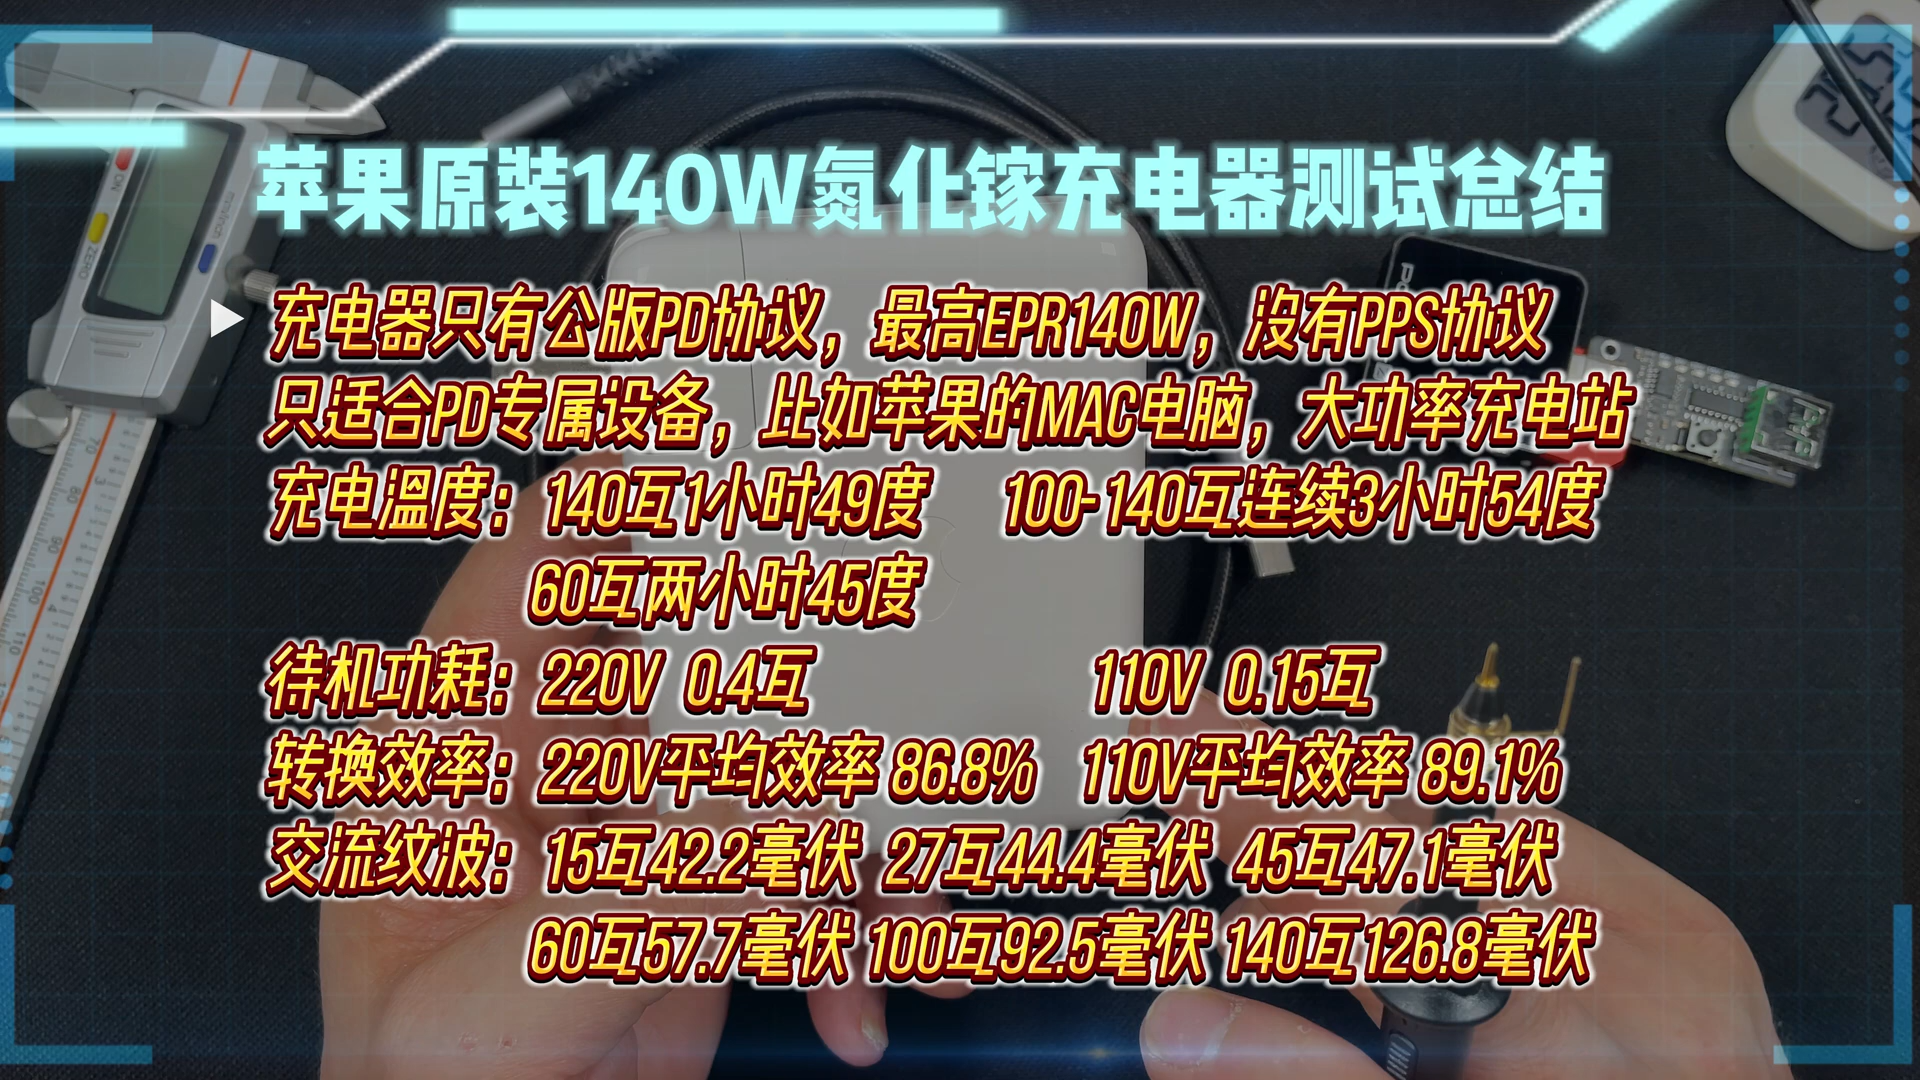 苹果原装140W氮化镓充电器测试总结
充电器只有公版PD协议，最高EPR140W，没有PPS协议
只适合PD专属设备，比如苹果的MAC电脑，大功率充电站
充电温度：140瓦1小时49度 100-140瓦连续3小时54度
60瓦两小时45度
待机功耗：220V 0.4瓦 110V 0.15瓦
转换效率：220V平均效率 86.8% 110V平均效率 89.1%
交流纹波：15瓦42.2毫伏 27瓦44.4毫伏 45瓦47.1毫伏
60瓦57.7毫伏 100瓦92.5毫伏 140瓦126.8毫伏
ON
ZERO